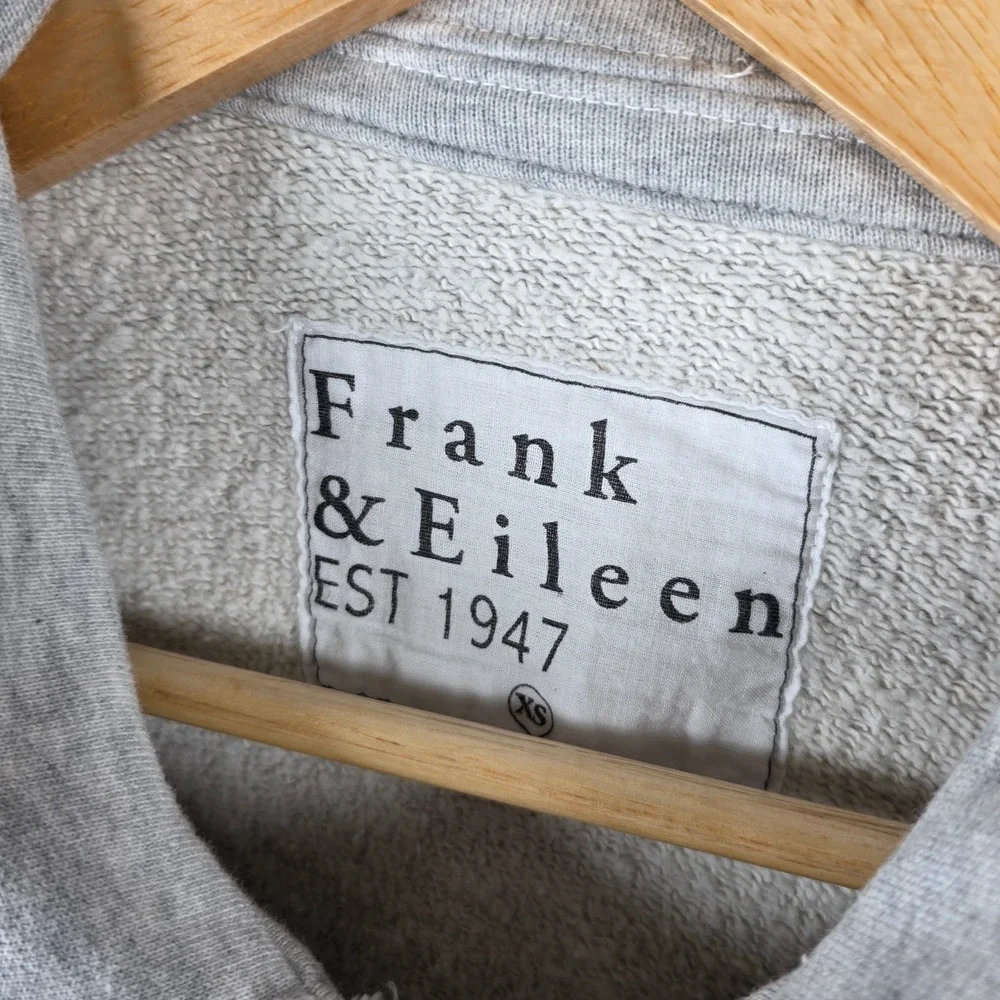 Frank
& Eileen
EST 1947
XS